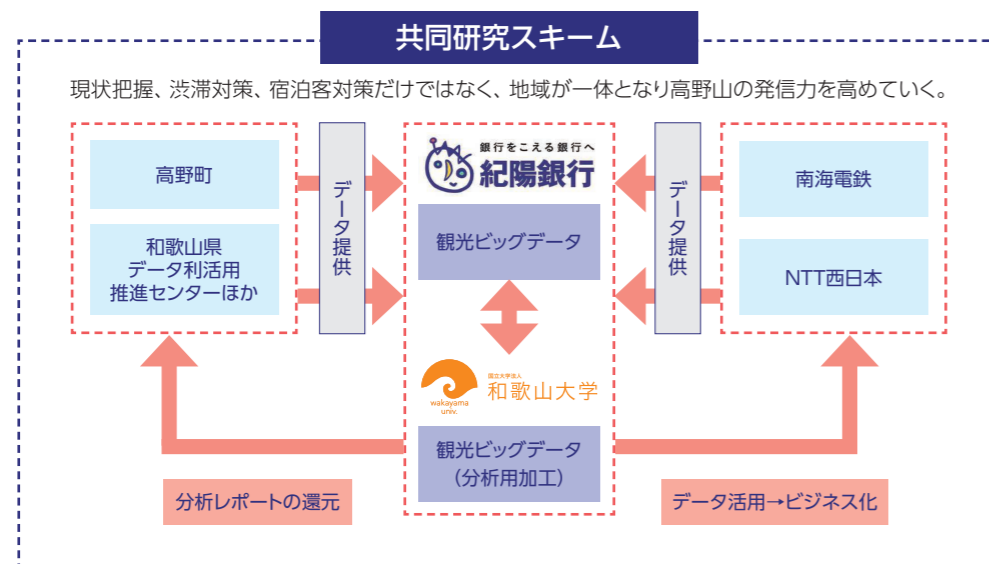 共同研究スキーム
現状把握、渋滞対策、宿泊客対策だけではなく、地域が一体となり高野山の発信力を高めていく。
高野町
和歌山県
データ利活用
推進センターほか
データ提供
銀行をこえる銀行へ
紀陽銀行
観光ビッグデータ
データ提供
南海電鉄
NTT西日本
wakayama
univ.
国立大学法人
和歌山大学
観光ビッグデータ
(分析用加工)
分析レポートの還元
データ活用→ビジネス化